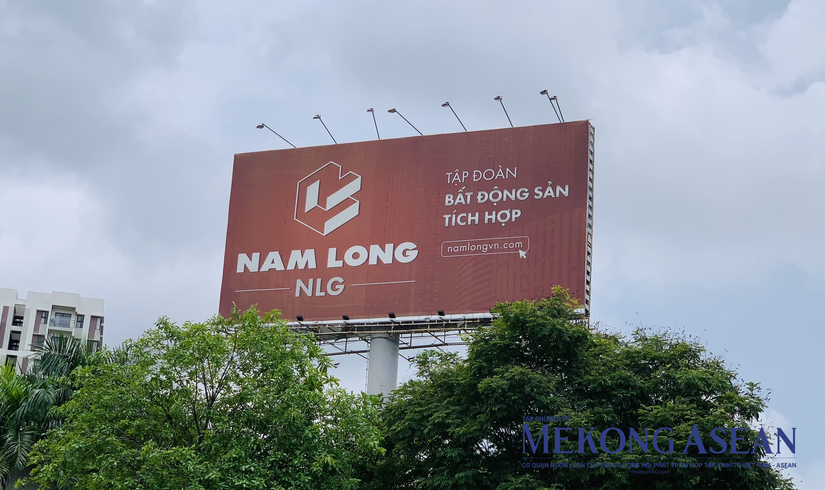 TẬP ĐOÀN
BẤT ĐỘNG SẢN
TÍCH HỢP
namlongvn.com
NAM LONG
NLG
MEKONG ASEAN